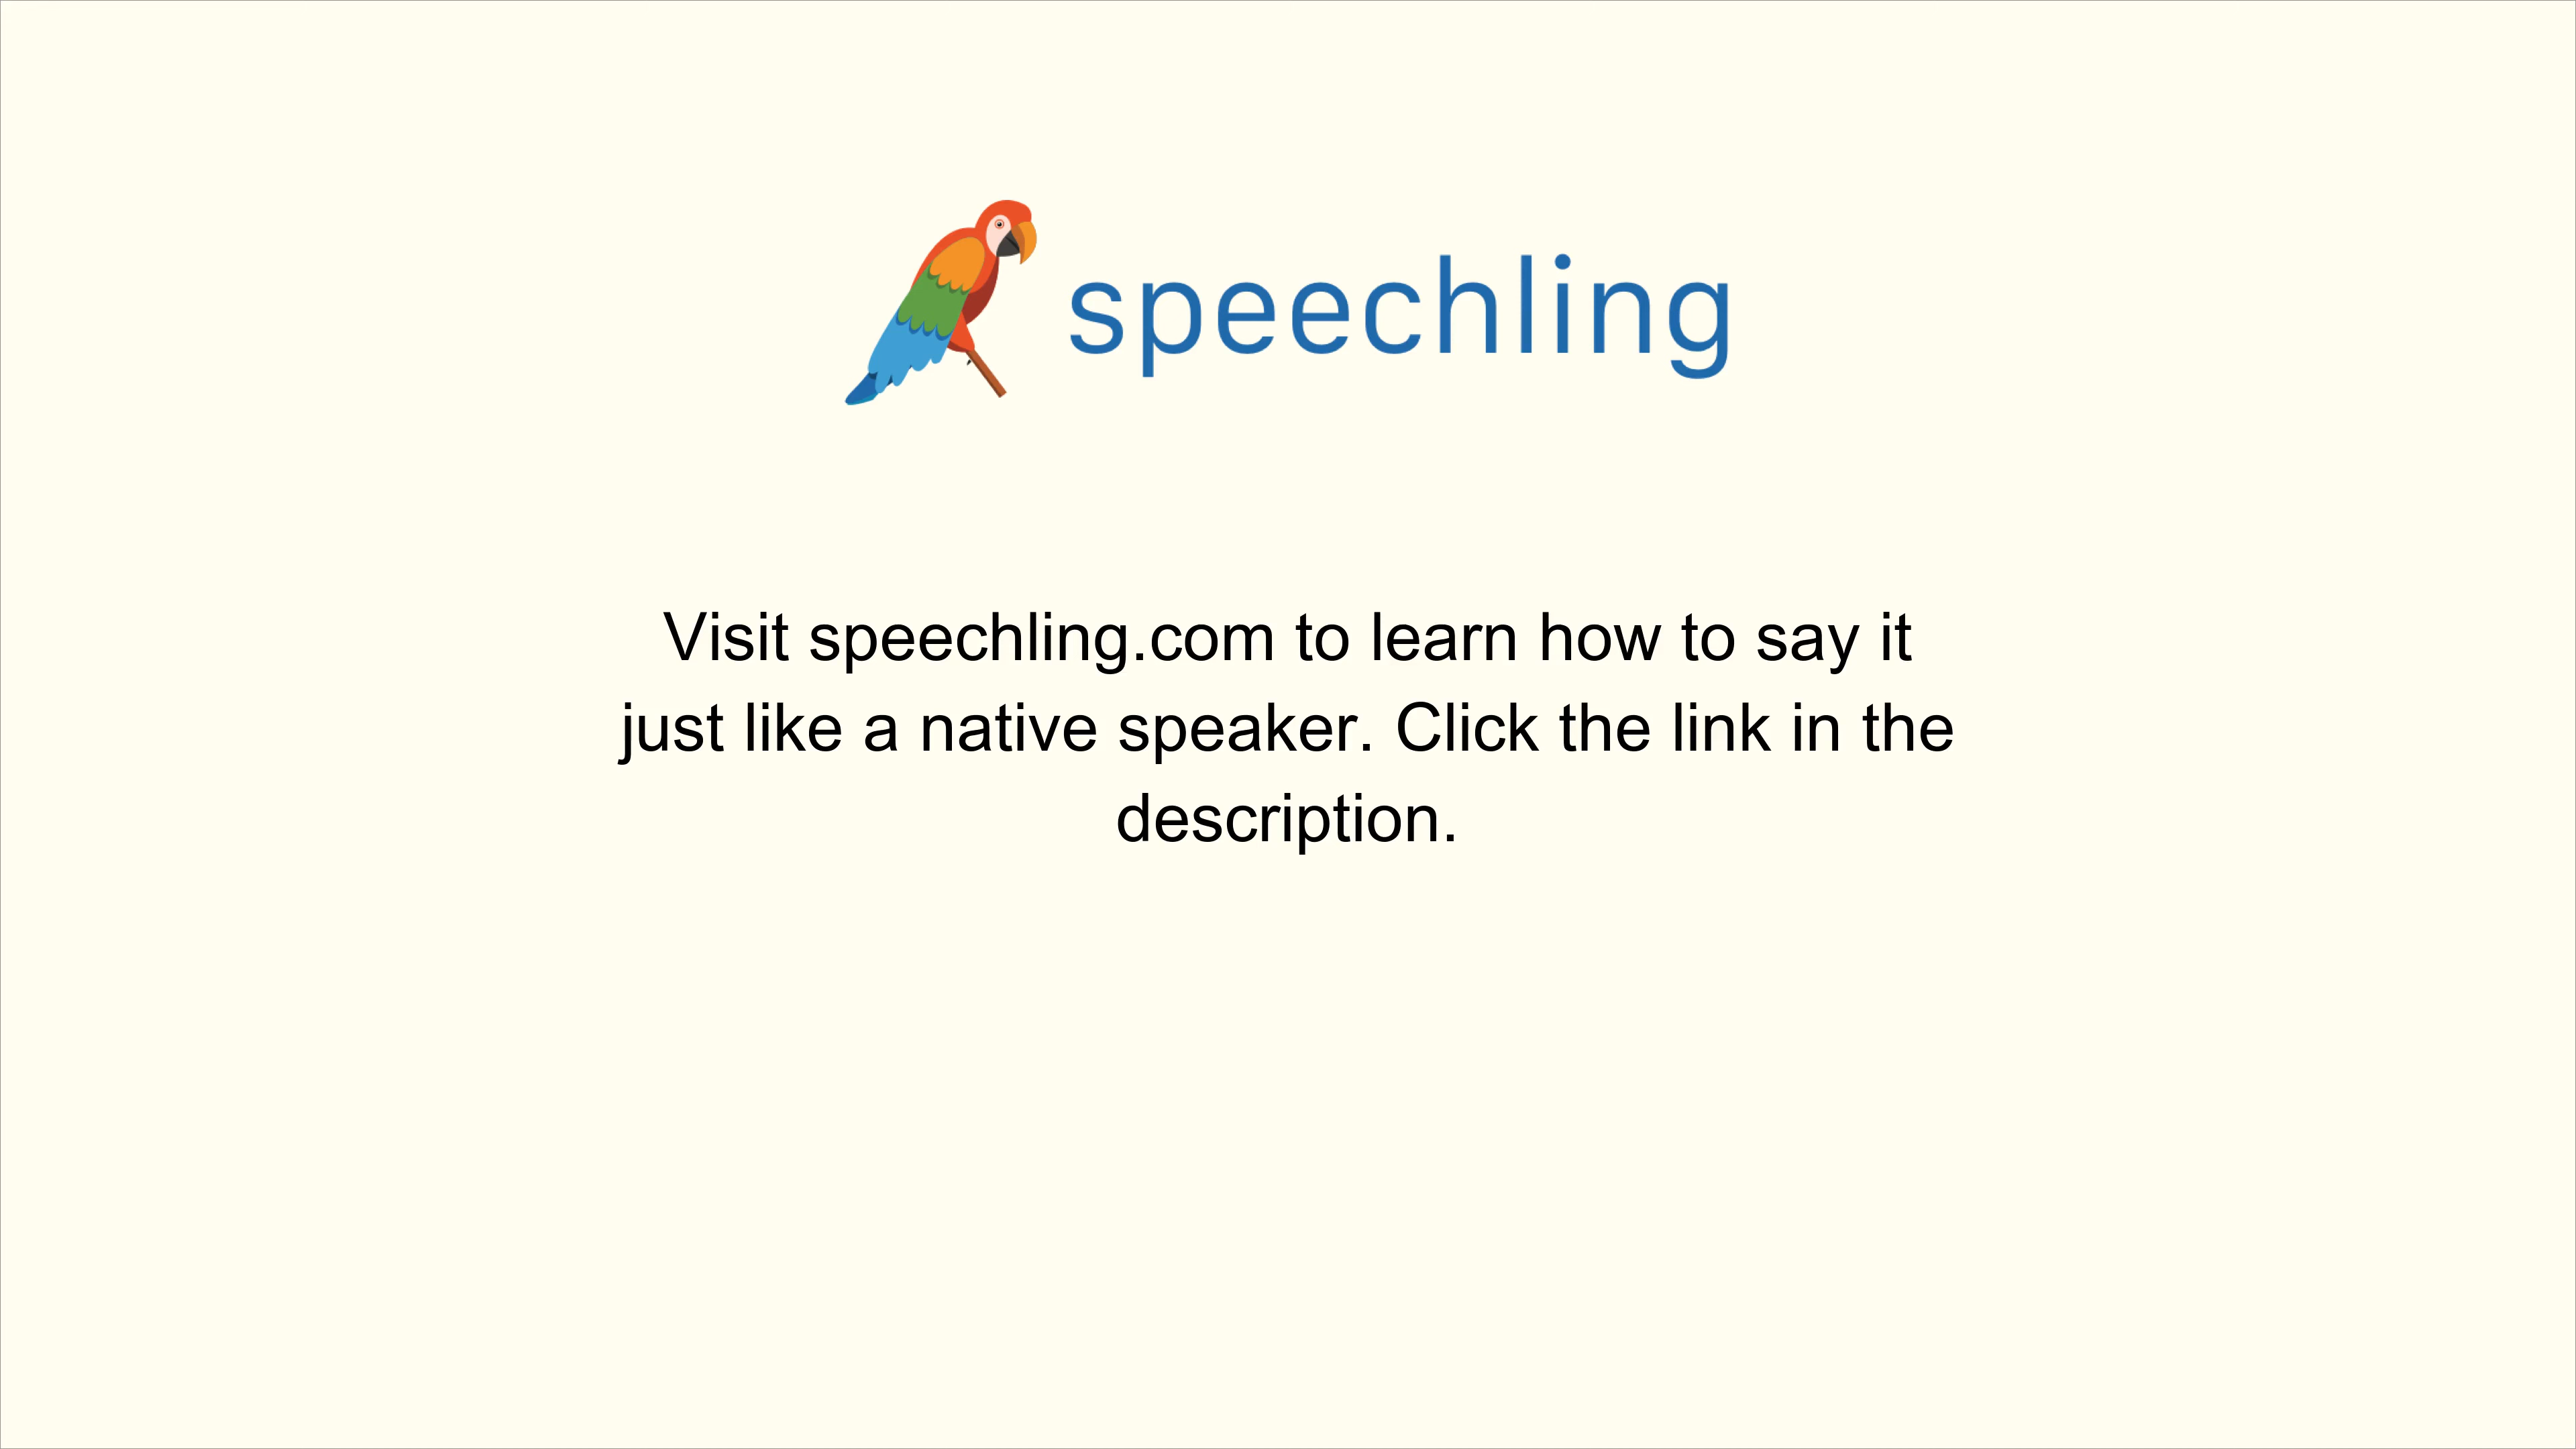 speechling
Visit speechling.com to learn how to say it
just like a native speaker. Click the link in the
description.